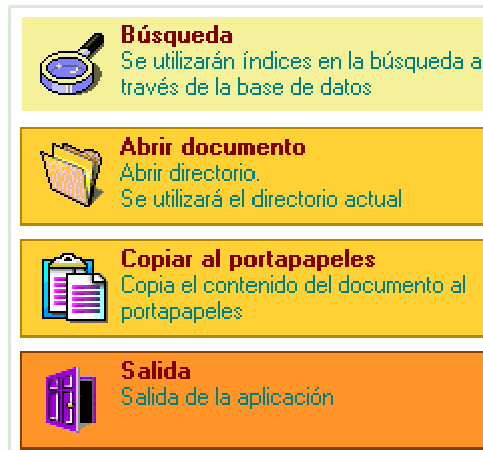 Búsqueda
Se utilizarán índices en la búsqueda a
través de la base de datos
Abrir documento
Abrir directorio.
Se utilizará el directorio actual
Copiar al portapapeles
Copia el contenido del documento al
portapapeles
Salida
Salida de la aplicación